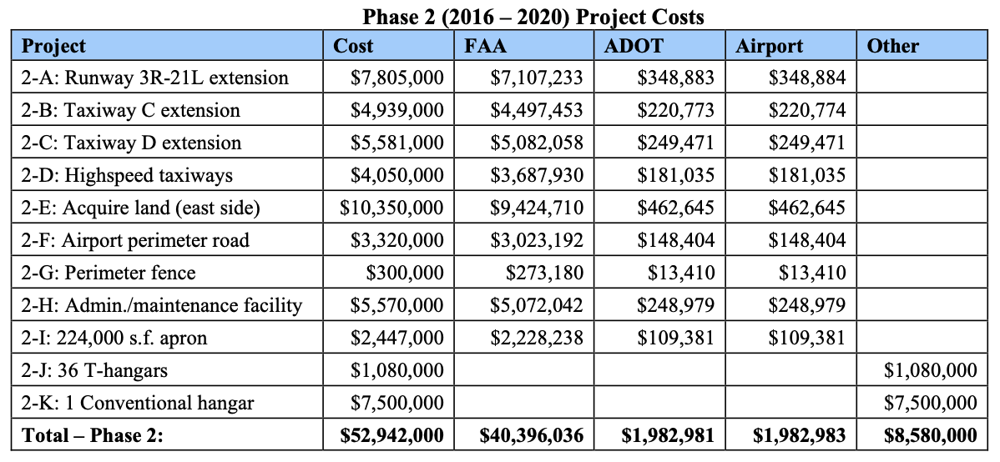 Phase 2 (2016 – 2020) Project Costs
Project Cost FAA ADOT Airport Other
2-A: Runway 3R-21L extension $7,805,000 $7,107,233 $348,883 $348,884
2-B: Taxiway C extension $4,939,000 $4,497,453 $220,773 $220,774
2-C: Taxiway D extension $5,581,000 $5,082,058 $249,471 $249,471
2-D: Highspeed taxiways $4,050,000 $3,687,930 $181,035 $181,035
2-E: Acquire land (east side) $10,350,000 $9,424,710 $462,645 $462,645
2-F: Airport perimeter road $3,320,000 $3,023,192 $148,404 $148,404
2-G: Perimeter fence $300,000 $273,180 $13,410 $13,410
2-H: Admin./maintenance facility $5,570,000 $5,072,042 $248,979 $248,979
2-I: 224,000 s.f. apron $2,447,000 $2,228,238 $109,381 $109,381
2-J: 36 T-hangars $1,080,000 $1,080,000
2-K: 1 Conventional hangar $7,500,000 $7,500,000
Total – Phase 2: $52,942,000 $40,396,036 $1,982,981 $1,982,983 $8,580,000